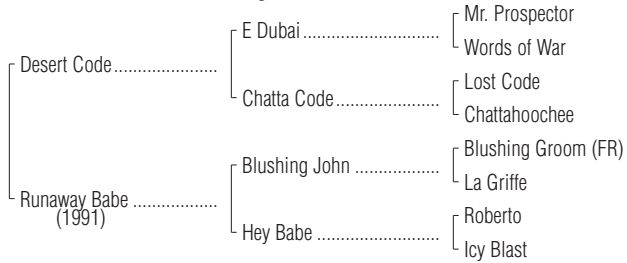 Mr. Prospector
E Dubai
Words of War
Desert Code
Lost Code
Chatta Code
Chattahoochee
Blushing Groom (FR)
Blushing John
La Griffe
Runaway Babe
(1991)
Roberto
Hey Babe
Icy Blast